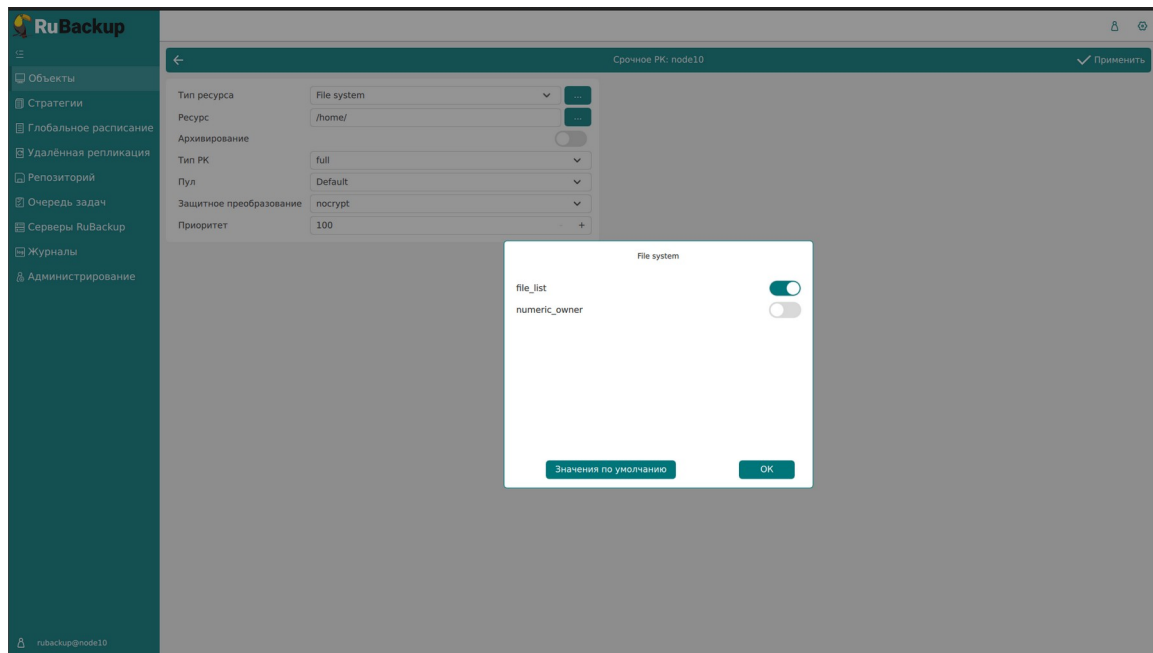 RuBackup
Срочное РК: node10
Применить
Объекты
Стратегии
Глобальное расписание
Удалённая репликация
Репозиторий
Очередь задач
Серверы RuBackup
Журналы
Администрирование
Тип ресурса File system ...
Ресурс /home/ ...
Архивирование
Тип РК full
Пул Default
Защитное преобразование nocrypt
Приоритет 100 - +
File system
file_list
numeric_owner
Значения по умолчанию OK
rubackup@node10